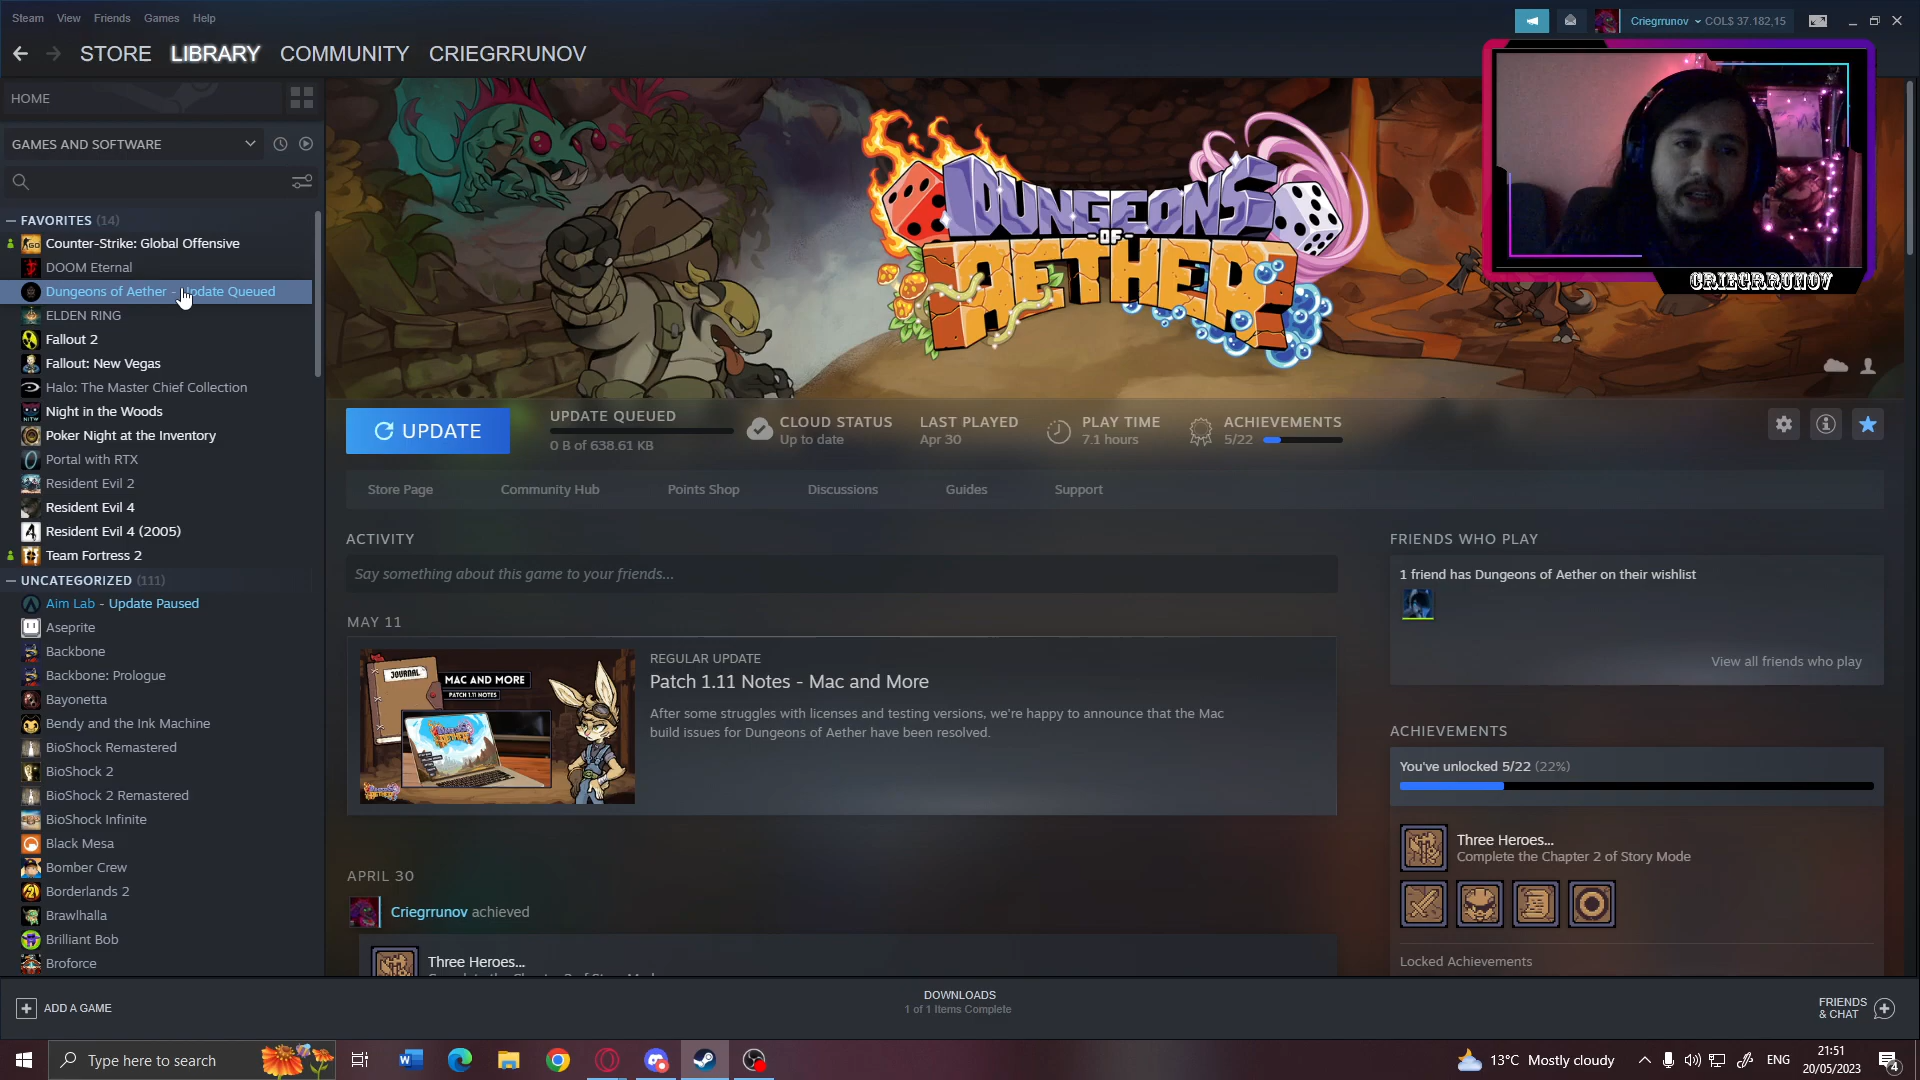 Steam View Friends Games Help
Criegrrunov COL$ 37.182,15
STORE LIBRARY COMMUNITY CRIEGRRUNOV
HOME
GAMES AND SOFTWARE
FAVORITES (14)
Counter-Strike: Global Offensive
DOOM Eternal
Dungeons of Aether - Update Queued
ELDEN RING
Fallout 2
Fallout: New Vegas
Halo: The Master Chief Collection
Night in the Woods
Poker Night at the Inventory
Portal with RTX
Resident Evil 2
Resident Evil 4
Resident Evil 4 (2005)
Team Fortress 2
UNCATEGORIZED (111)
Aim Lab - Update Paused
Aseprite
Backbone
Backbone: Prologue
Bayonetta
Bendy and the Ink Machine
BioShock Remastered
BioShock 2
BioShock 2 Remastered
BioShock Infinite
Black Mesa
Bomber Crew
Borderlands 2
Brawlhalla
Brilliant Bob
Broforce
DUNGEONS
-OF-
AETHER
CRIEGRRUNOV
UPDATE
UPDATE QUEUED
0 B of 638.61 KB
CLOUD STATUS
Up to date
LAST PLAYED
Apr 30
PLAY TIME
7.1 hours
ACHIEVEMENTS
5/22
Store Page Community Hub Points Shop Discussions Guides Support
ACTIVITY
Say something about this game to your friends...
MAY 11
JOURNAL
MAC AND MORE
PATCH 1.11 NOTES
DUNGEONS
AETHER
REGULAR UPDATE
Patch 1.11 Notes - Mac and More
After some struggles with licenses and testing versions, we're happy to announce that the Mac
build issues for Dungeons of Aether have been resolved.
APRIL 30
Criegrrunov achieved
Three Heroes...
FRIENDS WHO PLAY
1 friend has Dungeons of Aether on their wishlist
View all friends who play
ACHIEVEMENTS
You've unlocked 5/22 (22%)
Three Heroes...
Complete the Chapter 2 of Story Mode
Locked Achievements
ADD A GAME
DOWNLOADS
1 of 1 Items Complete
FRIENDS
& CHAT
Type here to search
13°C Mostly cloudy
ENG
21:51
20/05/2023
4